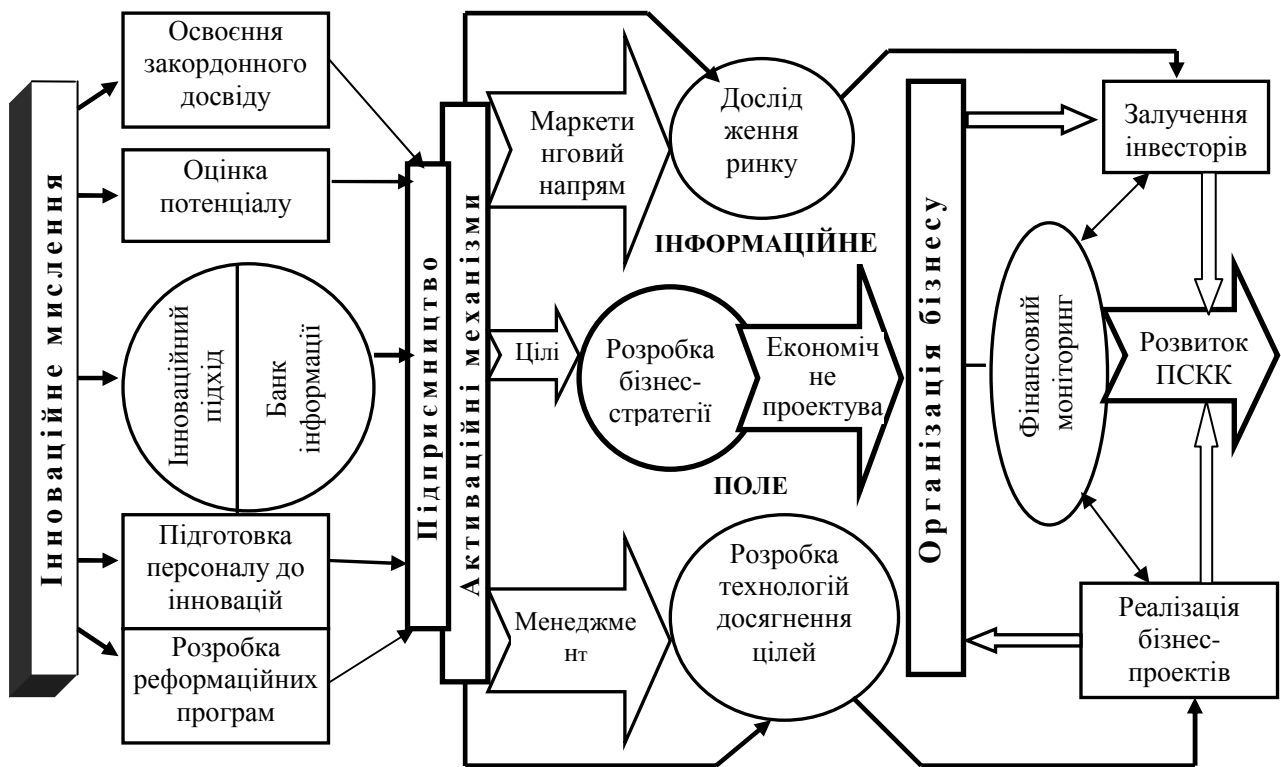 Інноваційне мислення
Освоєння
закордонного
досвіду
Оцінка
потенціалу
Інноваційний
підхід
Банк
інформації
Підготовка
персоналу до
інновацій
Розробка
реформаційних
програм
Підприємництво
Активаційні механізми
Маркети
нговий
напрям
Дослід
ження
ринку
ІНФОРМАЦІЙНЕ
Цілі
Розробка
бізнес-
стратегії
Економіч
не
проектува
ПОЛЕ
Менеджме
нт
Розробка
технологій
досягнення
цілей
Організація бізнесу
Залучення
інвесторів
Фінансовий
моніторинг
Розвиток
ПСКК
Реалізація
бізнес-
проектів